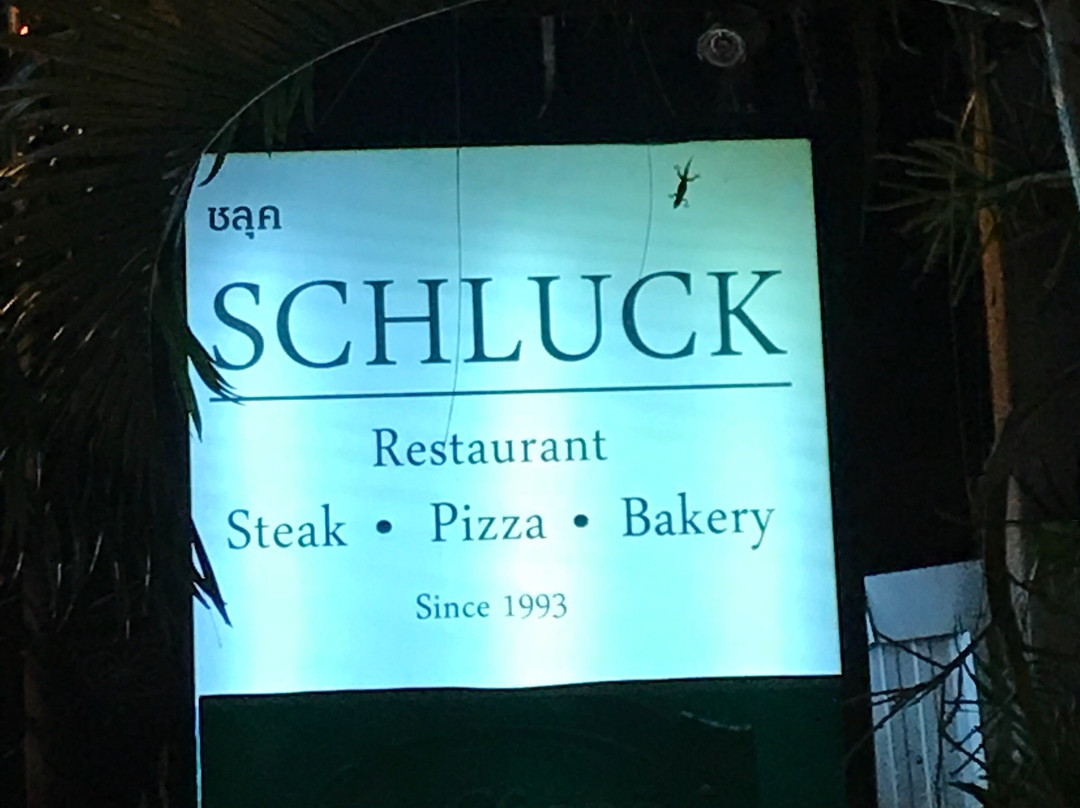 ชลุค
SCHLUCK
Restaurant
Steak • Pizza • Bakery
Since 1993